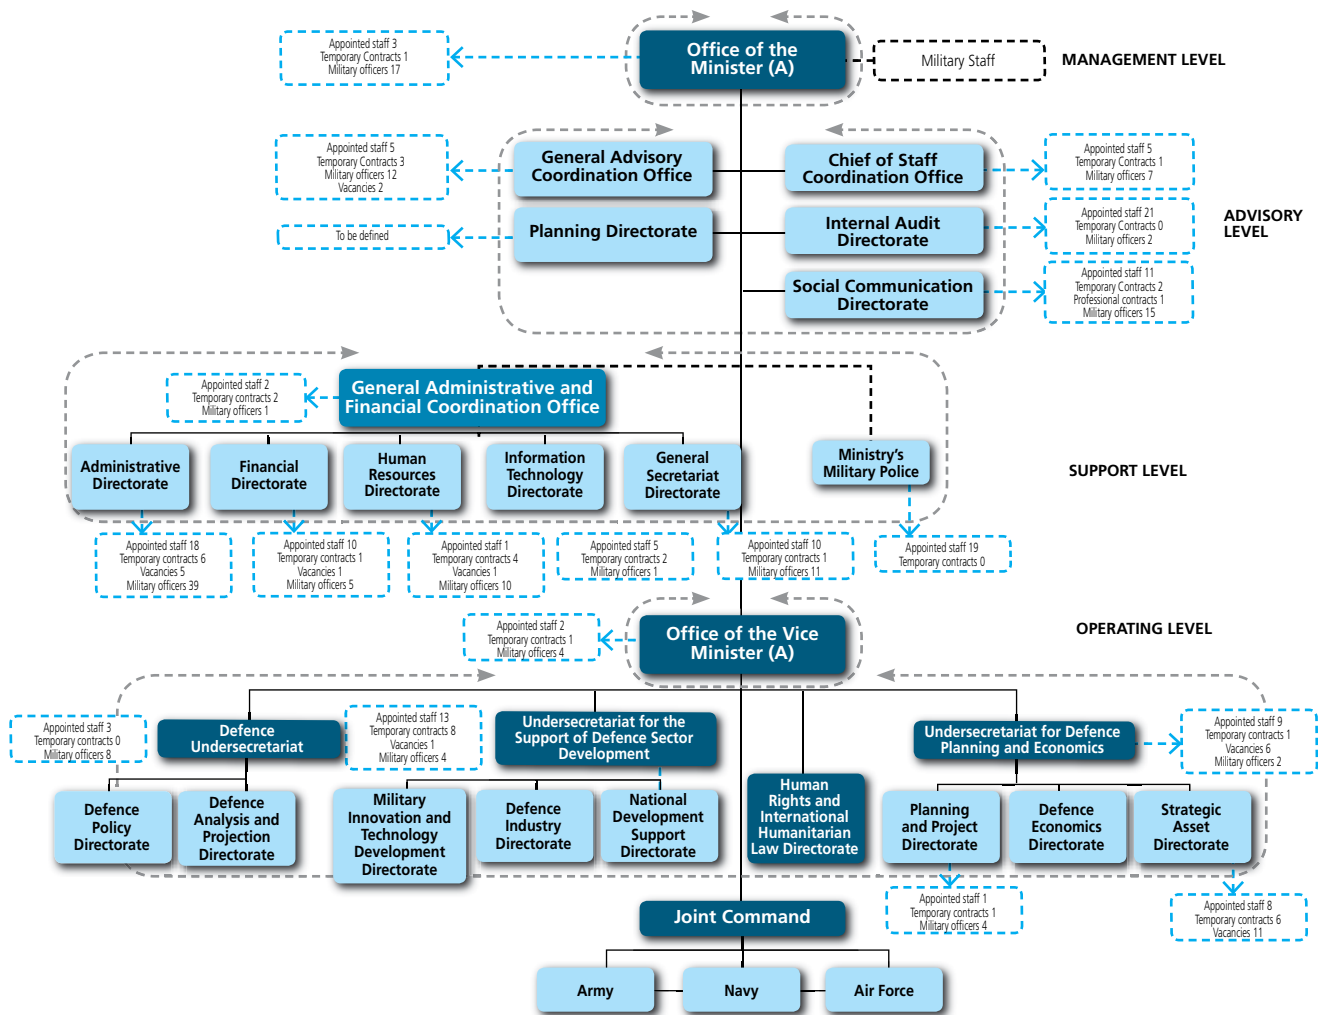 Appointed staff 3
Temporary Contracts 1
Military officers 17
Office of the
Minister (A)
Military Staff
MANAGEMENT LEVEL
Appointed staff 5
Temporary Contracts 3
Military officers 12
Vacancies 2
General Advisory
Coordination Office
Chief of Staff
Coordination Office
Appointed staff 5
Temporary Contracts 1
Military officers 7
To be defined
Planning Directorate
Internal Audit
Directorate
Appointed staff 21
Temporary Contracts 0
Military officers 2
ADVISORY
LEVEL
Social Communication
Directorate
Appointed staff 11
Temporary Contracts 2
Professional contracts 1
Military officers 15
Appointed staff 2
Temporary contracts 2
Military officers 1
General Administrative and
Financial Coordination Office
Administrative
Directorate
Financial
Directorate
Human
Resources
Directorate
Information
Technology
Directorate
General
Secretariat
Directorate
Ministry's
Military Police
SUPPORT LEVEL
Appointed staff 18
Temporary contracts 6
Vacancies 5
Military officers 39
Appointed staff 10
Temporary contracts 1
Vacancies 1
Military officers 5
Appointed staff 1
Temporary contracts 4
Vacancies 1
Military officers 10
Appointed staff 5
Temporary contracts 2
Military officers 1
Appointed staff 10
Temporary contracts 1
Military officers 11
Appointed staff 19
Temporary contracts 0
Appointed staff 2
Temporary contracts 1
Military officers 4
Office of the Vice
Minister (A)
OPERATING LEVEL
Appointed staff 3
Temporary contracts 0
Military officers 8
Defence
Undersecretariat
Appointed staff 13
Temporary contracts 8
Vacancies 1
Military officers 4
Undersecretariat for the
Support of Defence Sector
Development
Undersecretariat for Defence
Planning and Economics
Appointed staff 9
Temporary contracts 1
Vacancies 6
Military officers 2
Defence
Policy
Directorate
Defence
Analysis and
Projection
Directorate
Military
Innovation and
Technology
Development
Directorate
Defence
Industry
Directorate
National
Development
Support
Directorate
Human
Rights and
International
Humanitarian
Law Directorate
Planning
and Project
Directorate
Defence
Economics
Directorate
Strategic
Asset
Directorate
Appointed staff 1
Temporary contracts 1
Military officers 4
Appointed staff 8
Temporary contracts 6
Vacancies 11
Joint Command
Army
Navy
Air Force